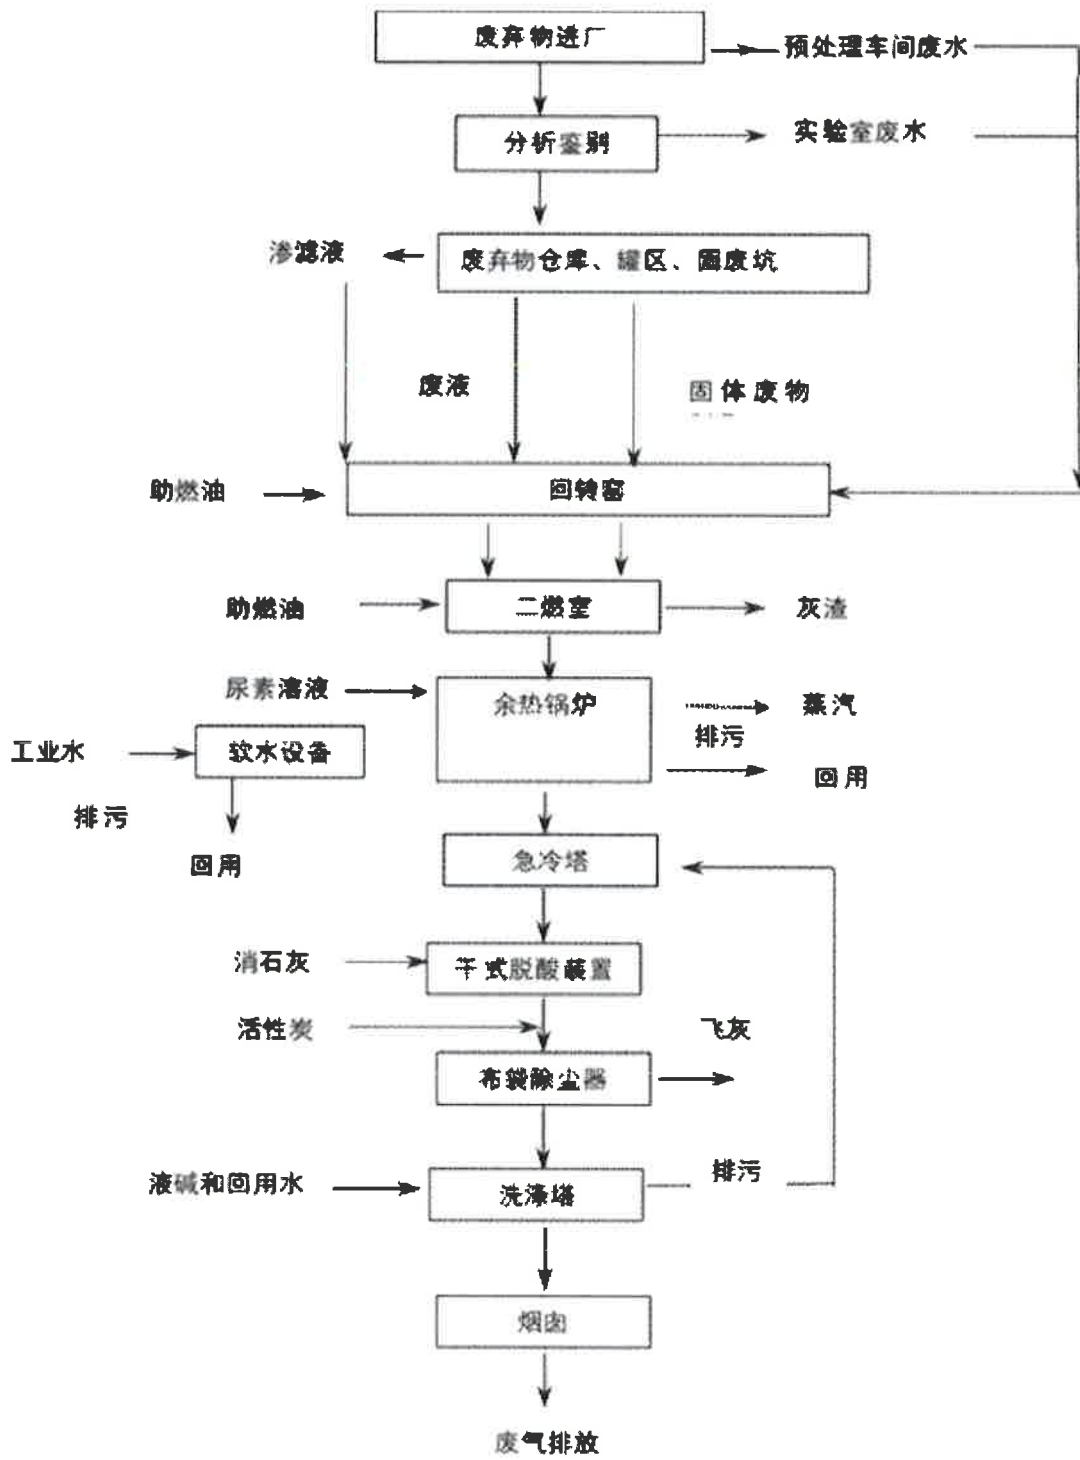 废弃物进厂
预处理车间废水
分析鉴别
实验室废水
渗滤液
废弃物仓库、罐区、固废坑
废液
固体废物
助燃油
回转窑
助燃油
二燃室
灰渣
尿素溶液
余热锅炉
蒸汽
排污
工业水
软水设备
回用
排污
回用
急冷塔
消石灰
干式脱酸装置
活性炭
飞灰
布袋除尘器
液碱和回用水
洗涤塔
排污
烟囱
废气排放